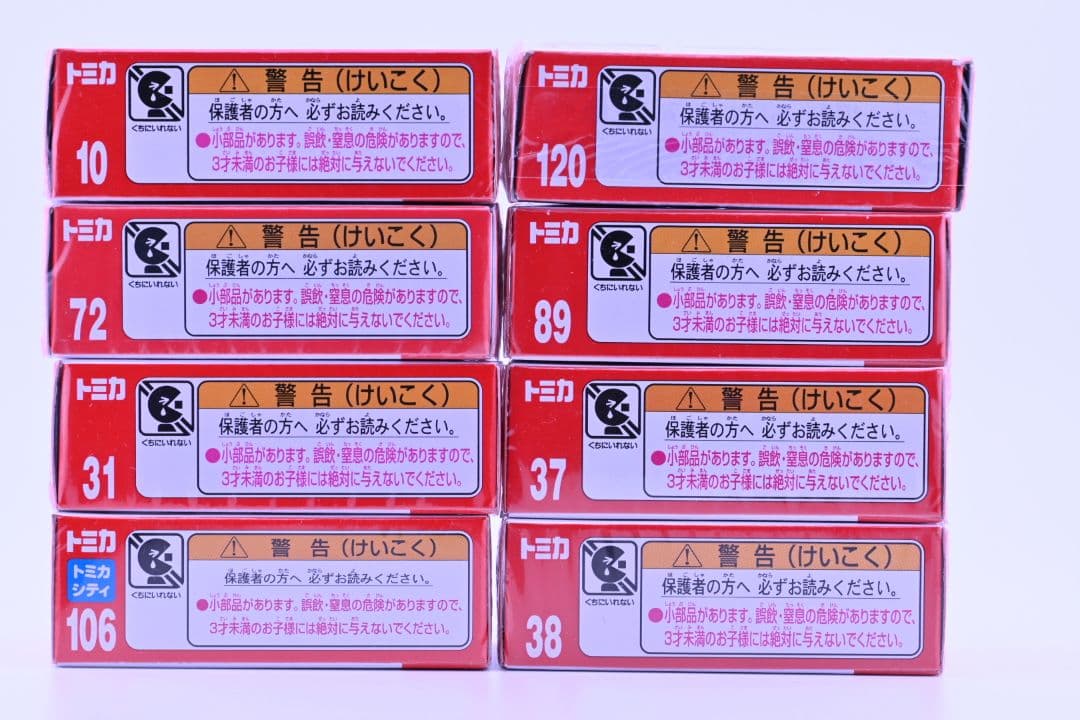 トミカ
10
くちにいれない
警告(けいこく)
保護者の方へ 必ずお読みください。
●小部品があります。誤飲・窒息の危険がありますので、
3才未満のお子様には絶対に与えないでください。
トミカ
120
くちにいれない
警告(けいこく)
保護者の方へ 必ずお読みください。
●小部品があります。誤飲・窒息の危険がありますので、
3才未満のお子様には絶対に与えないでください。
トミカ
72
くちにいれない
警告(けいこく)
保護者の方へ 必ずお読みください。
●小部品があります。誤飲・窒息の危険がありますので、
3才未満のお子様には絶対に与えないでください。
トミカ
89
くちにいれない
警告(けいこく)
保護者の方へ 必ずお読みください。
●小部品があります。誤飲・窒息の危険がありますので、
3才未満のお子様には絶対に与えないでください。
トミカ
31
くちにいれない
警告(けいこく)
保護者の方へ 必ずお読みください。
●小部品があります。誤飲・窒息の危険がありますので、
3才未満のお子様には絶対に与えないでください。
トミカ
37
くちにいれない
警告(けいこく)
保護者の方へ 必ずお読みください。
●小部品があります。誤飲・窒息の危険がありますので、
3才未満のお子様には絶対に与えないでください。
トミカ
トミカ
シティ
106
くちにいれない
警告(けいこく)
保護者の方へ 必ずお読みください。
●小部品があります。誤飲・窒息の危険がありますので、
3才未満のお子様には絶対に与えないでください。
トミカ
38
くちにいれない
警告(けいこく)
保護者の方へ 必ずお読みください。
●小部品があります。誤飲・窒息の危険がありますので、
3才未満のお子様には絶対に与えないでください。